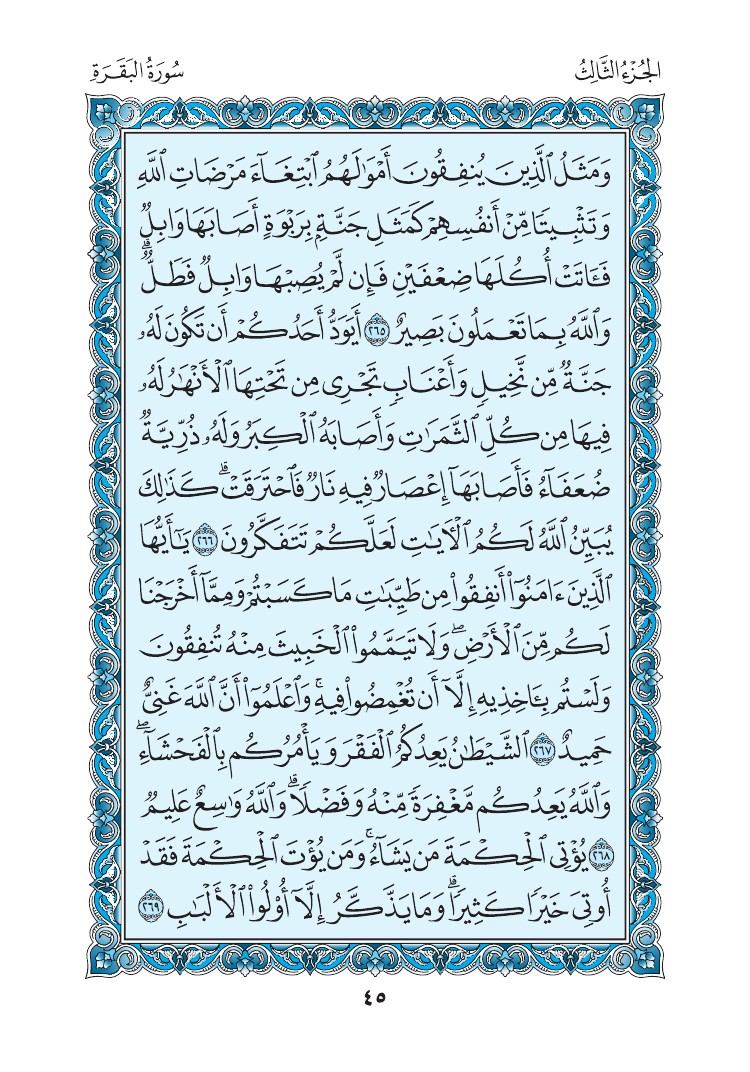 الجُزْءُ الثَّالِثُ
سُورَةُ البَقَرَةِ
وَمَثَلُ ٱلَّذِينَ يُنفِقُونَ أَمْوَٰلَهُمُ ٱبْتِغَآءَ مَرْضَاتِ ٱللَّهِ
وَتَثْبِيتًا مِّنْ أَنفُسِهِمْ كَمَثَلِ جَنَّةٍۭ بِرَبْوَةٍ أَصَابَهَا وَابِلٌ
فَـَٔاتَتْ أُكُلَهَا ضِعْفَيْنِ فَإِن لَّمْ يُصِبْهَا وَابِلٌ فَطَلٌّ ۗ
وَٱللَّهُ بِمَا تَعْمَلُونَ بَصِيرٌ ٢٦٥ أَيَوَدُّ أَحَدُكُمْ أَن تَكُونَ لَهُۥ
جَنَّةٌ مِّن نَّخِيلٍ وَأَعْنَابٍ تَجْرِى مِن تَحْتِهَا ٱلْأَنْهَٰرُ لَهُۥ
فِيهَا مِن كُلِّ ٱلثَّمَرَٰتِ وَأَصَابَهُ ٱلْكِبَرُ وَلَهُۥ ذُرِّيَّةٌ
ضُعَفَآءُ فَأَصَابَهَآ إِعْصَارٌ فِيهِ نَارٌ فَٱحْتَرَقَتْ ۗ كَذَٰلِكَ
يُبَيِّنُ ٱللَّهُ لَكُمُ ٱلْـَٔايَٰتِ لَعَلَّكُمْ تَتَفَكَّرُونَ ٢٦٦ يَٰٓأَيُّهَا
ٱلَّذِينَ ءَامَنُوٓا۟ أَنفِقُوا۟ مِن طَيِّبَٰتِ مَا كَسَبْتُمْ وَمِمَّآ أَخْرَجْنَا
لَكُم مِّنَ ٱلْأَرْضِ ۖ وَلَا تَيَمَّمُوا۟ ٱلْخَبِيثَ مِنْهُ تُنفِقُونَ
وَلَسْتُم بِـَٔاخِذِيهِ إِلَّآ أَن تُغْمِضُوا۟ فِيهِ ۚ وَٱعْلَمُوٓا۟ أَنَّ ٱللَّهَ غَنِىٌّ
حَمِيدٌ ٢٦٧ ٱلشَّيْطَٰنُ يَعِدُكُمُ ٱلْفَقْرَ وَيَأْمُرُكُم بِٱلْفَحْشَآءِ ۖ
وَٱللَّهُ يَعِدُكُم مَّغْفِرَةً مِّنْهُ وَفَضْلًا ۗ وَٱللَّهُ وَٰسِعٌ عَلِيمٌ
٢٦٨ يُؤْتِى ٱلْحِكْمَةَ مَن يَشَآءُ ۚ وَمَن يُؤْتَ ٱلْحِكْمَةَ فَقَدْ
أُوتِىَ خَيْرًا كَثِيرًا ۗ وَمَا يَذَّكَّرُ إِلَّآ أُو۟لُوا۟ ٱلْأَلْبَٰبِ ٢٦٩
٤٥